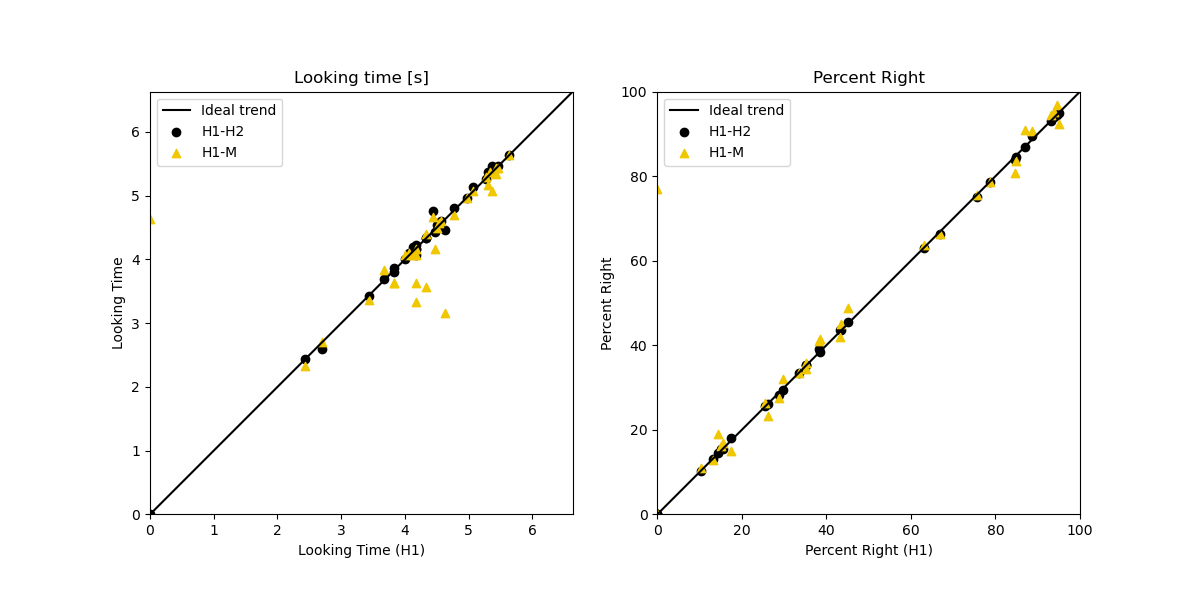 Looking time [s]
Ideal trend
H1-H2
H1-M
6
5
4
3
2
1
0
0 1 2 3 4 5 6
Looking Time
Looking Time (H1)
Percent Right
Ideal trend
H1-H2
H1-M
100
80
60
40
20
0
0 20 40 60 80 100
Percent Right
Percent Right (H1)